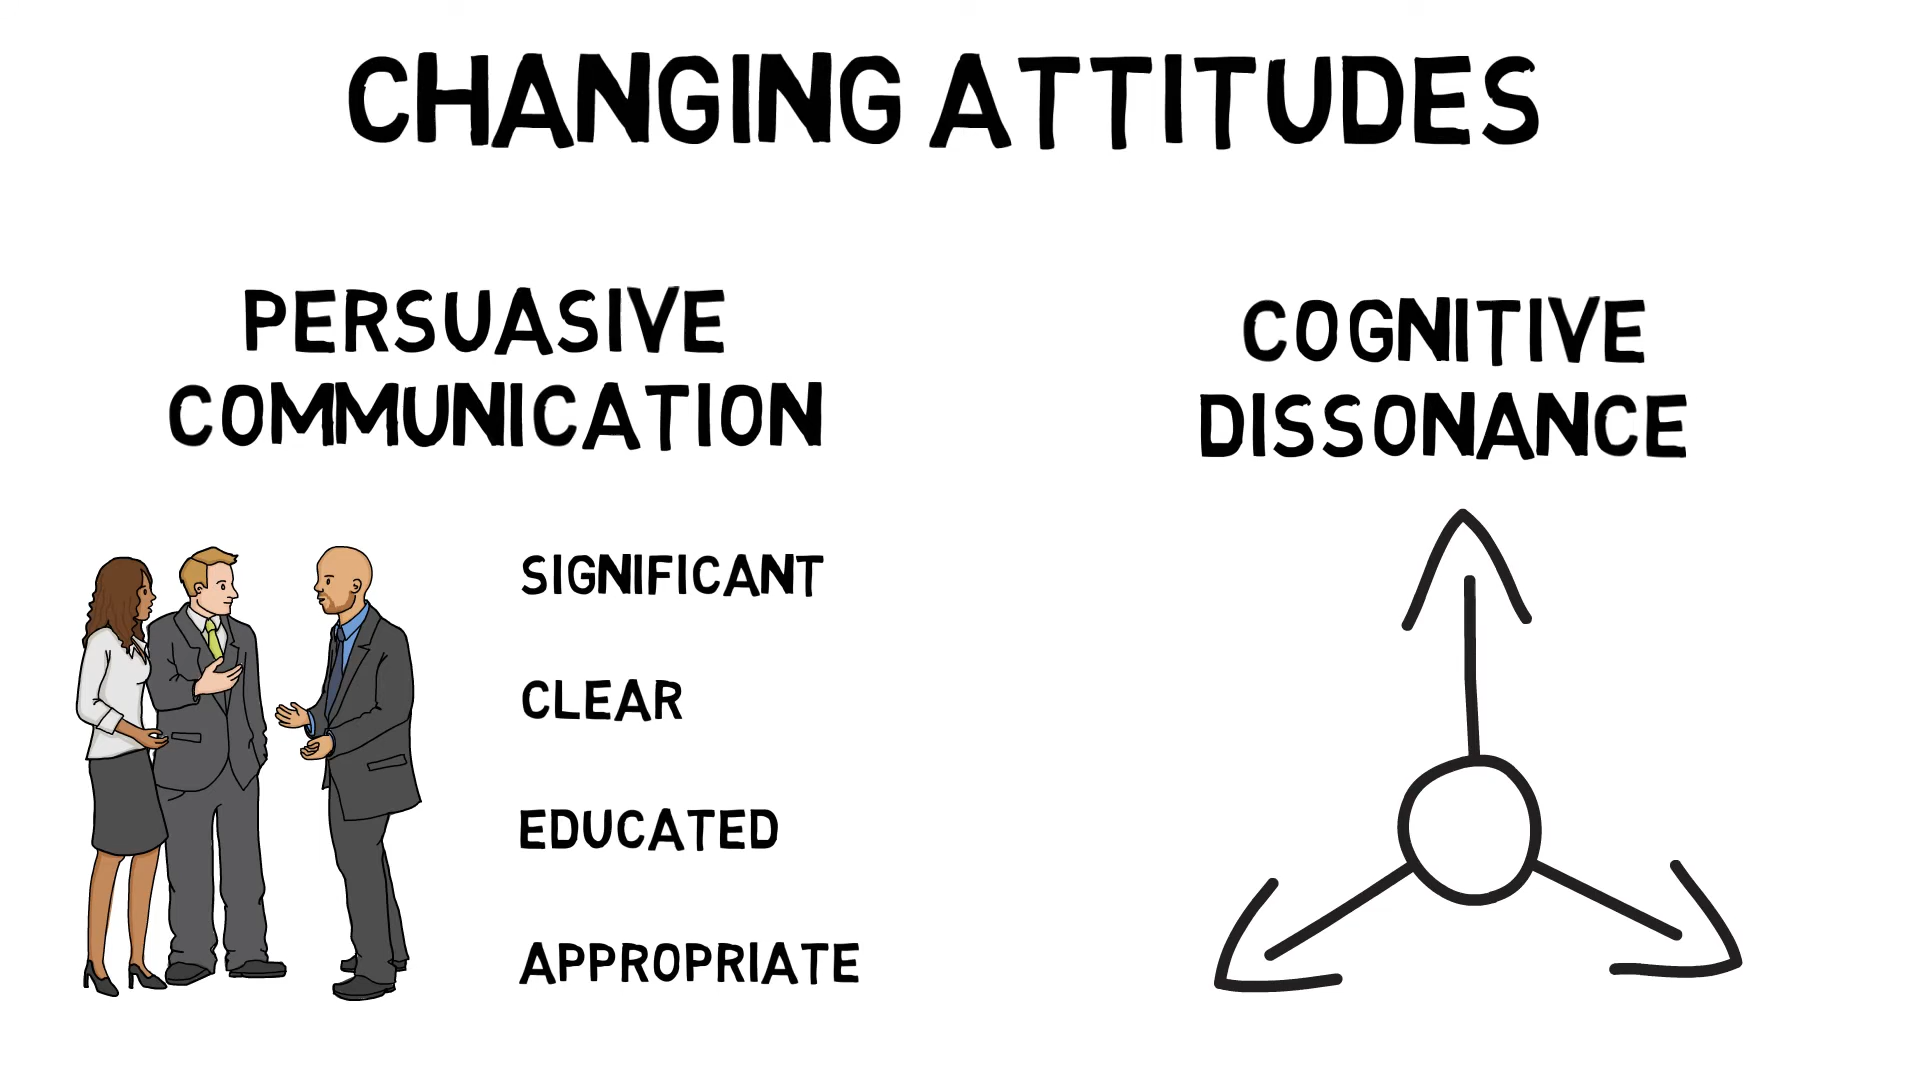 CHANGING ATTITUDES
PERSUASIVE
COMMUNICATION
SIGNIFICANT
CLEAR
EDUCATED
APPROPRIATE
COGNITIVE
DISSONANCE